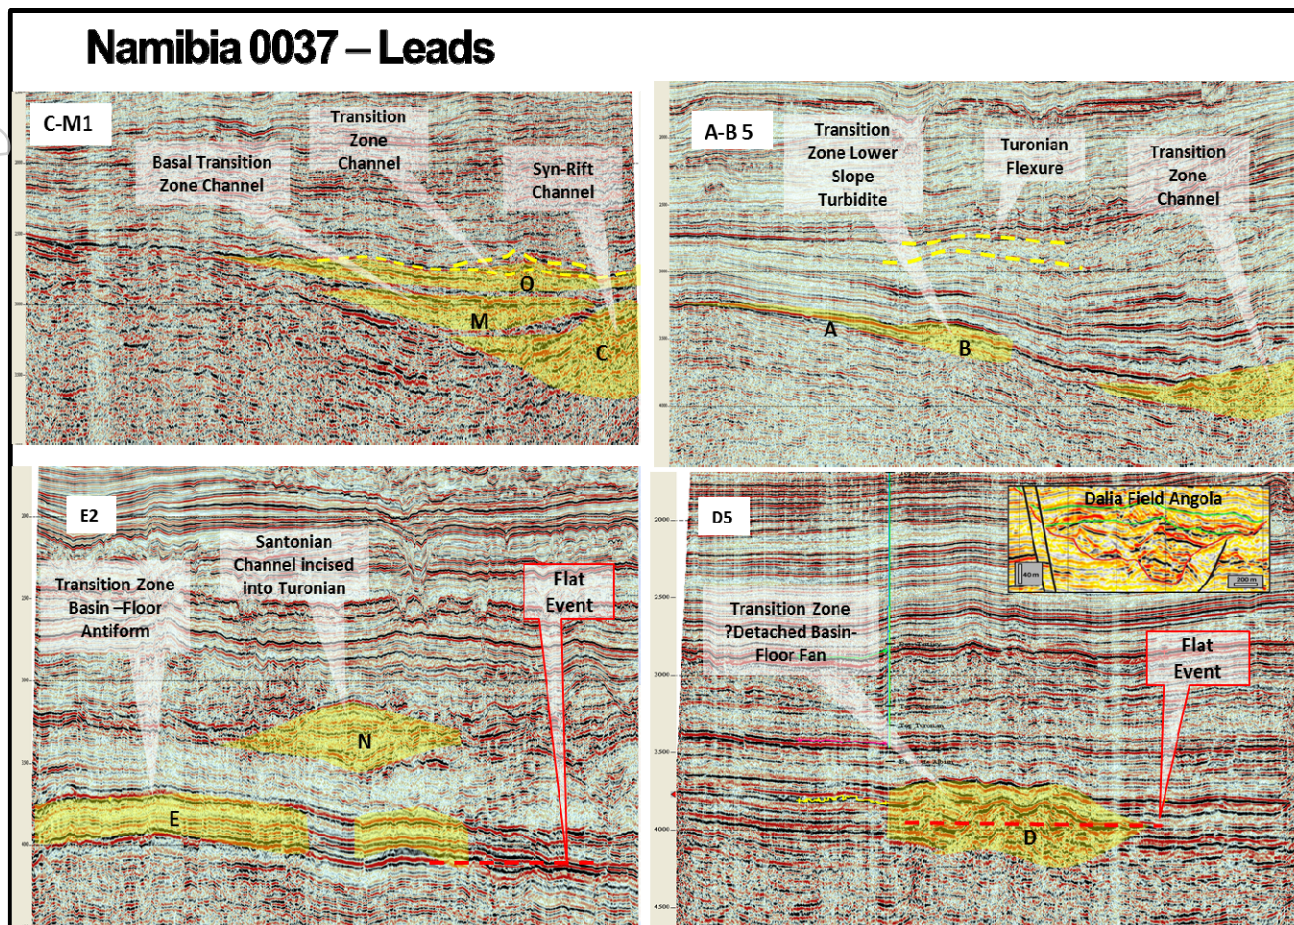 Namibia 0037 – Leads
C-M1
Transition
Zone
Channel
Basal Transition
Zone Channel
Syn-Rift
Channel
O
M
C
A-B 5
Transition
Zone Lower
Slope
Turbidite
Turonian
Flexure
Transition
Zone
Channel
A
B
E2
Santonian
Channel incised
into Turonian
Transition Zone
Basin –Floor
Antiform
Flat
Event
N
E
D5
Dalia Field Angola
40 m
200 m
Transition Zone
?Detached Basin-
Floor Fan
Flat
Event
D
2000
2500
3000
3500
4000
4500